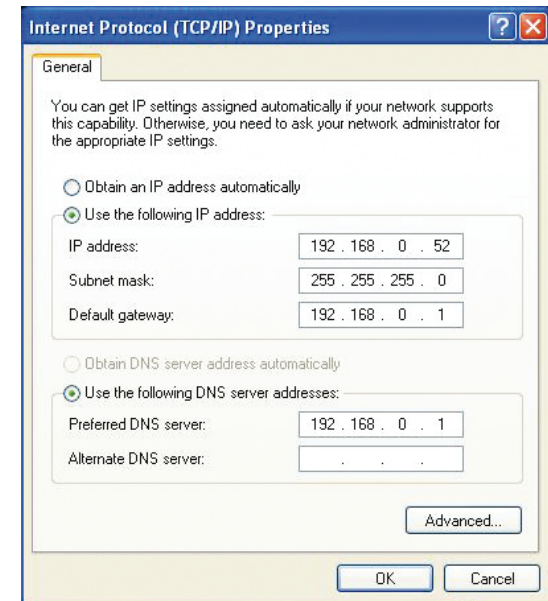 Internet Protocol (TCP/IP) Properties
General
You can get IP settings assigned automatically if your network supports
this capability. Otherwise, you need to ask your network administrator for
the appropriate IP settings.
Obtain an IP address automatically
Use the following IP address:
IP address: 192 . 168 . 0 . 52
Subnet mask: 255 . 255 . 255 . 0
Default gateway: 192 . 168 . 0 . 1
Obtain DNS server address automatically
Use the following DNS server addresses:
Preferred DNS server: 192 . 168 . 0 . 1
Alternate DNS server: . . .
Advanced...
OK Cancel